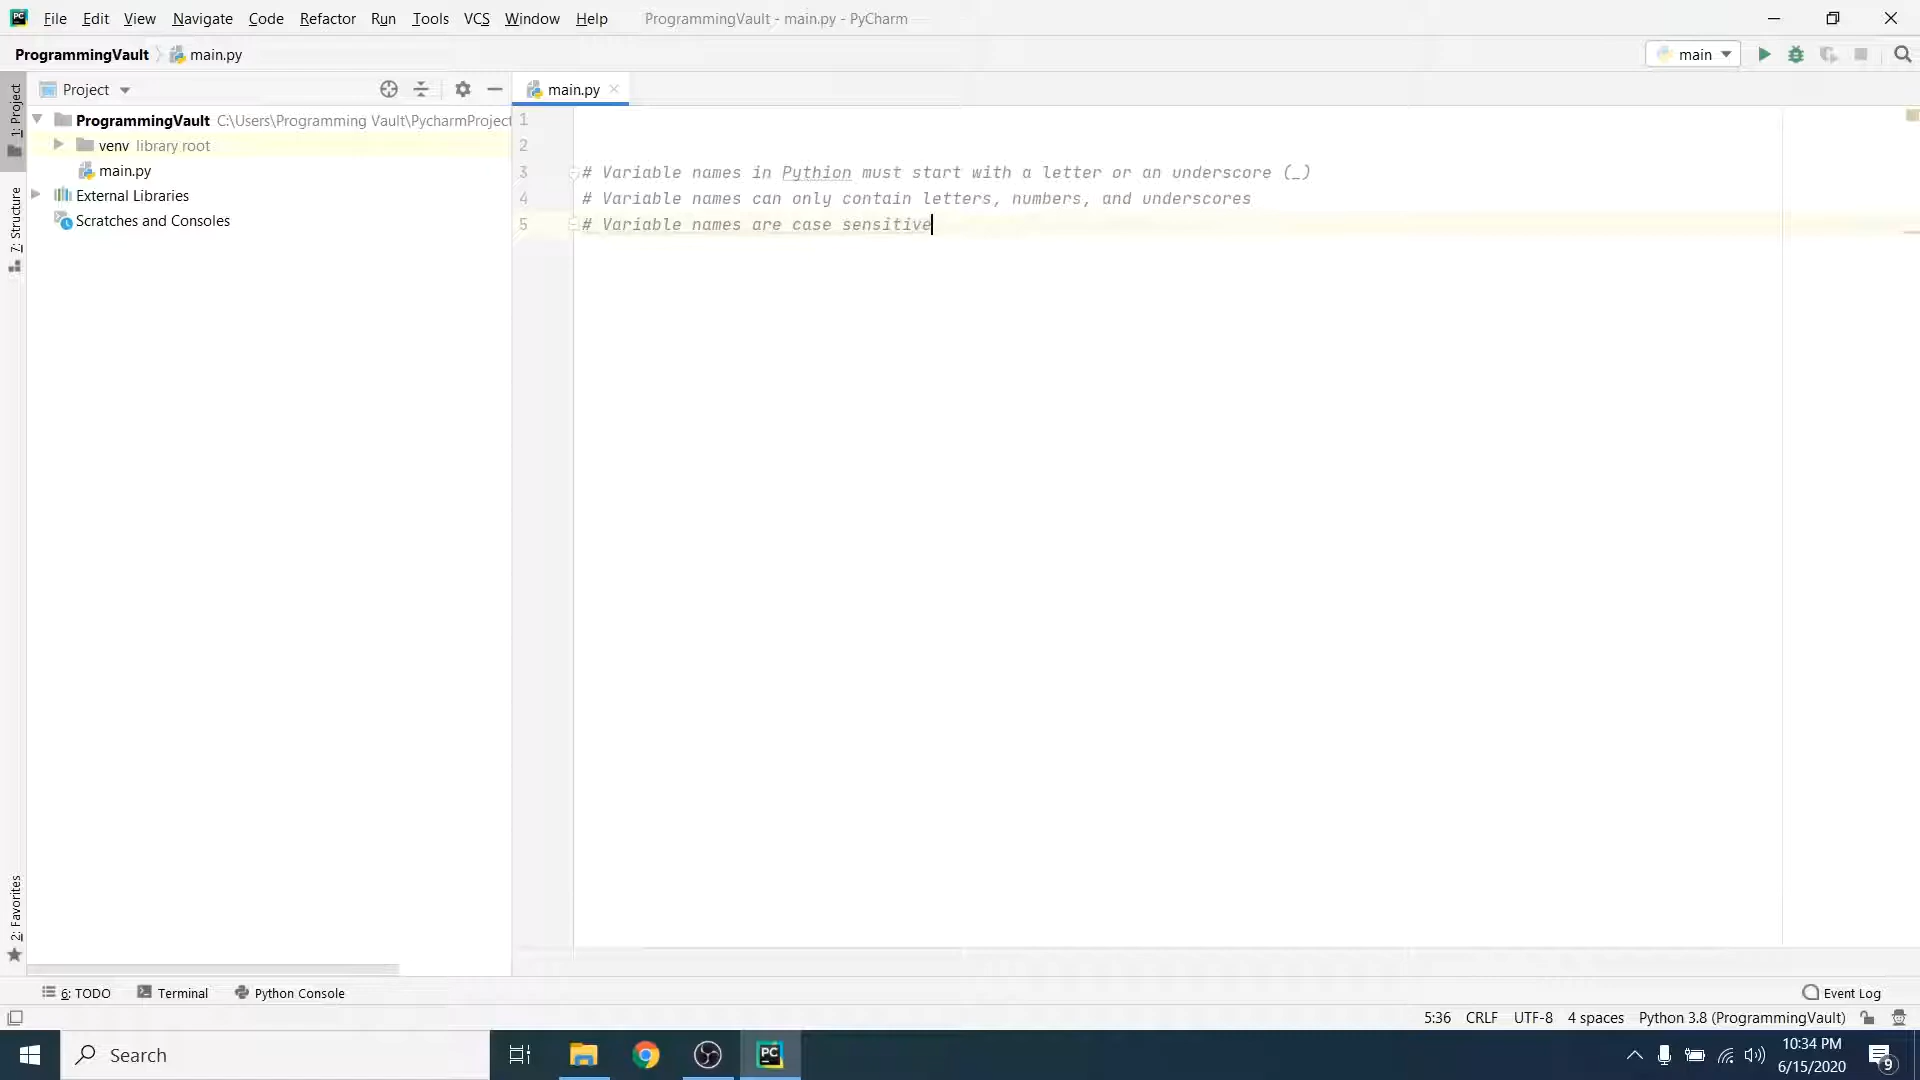 File Edit View Navigate Code Refactor Run Tools VCS Window Help ProgrammingVault - main.py - PyCharm
ProgrammingVault main.py main
1: Project
Project
main.py
ProgrammingVault C:\Users\Programming Vault\PycharmProject
venv library root
main.py
External Libraries
Scratches and Consoles
7: Structure
2: Favorites
1
2
3 # Variable names in Pythion must start with a letter or an underscore (_)
4 # Variable names can only contain letters, numbers, and underscores
5 # Variable names are case sensitive
6: TODO Terminal Python Console Event Log
5:36 CRLF UTF-8 4 spaces Python 3.8 (ProgrammingVault)
Search
PC
10:34 PM
6/15/2020
9